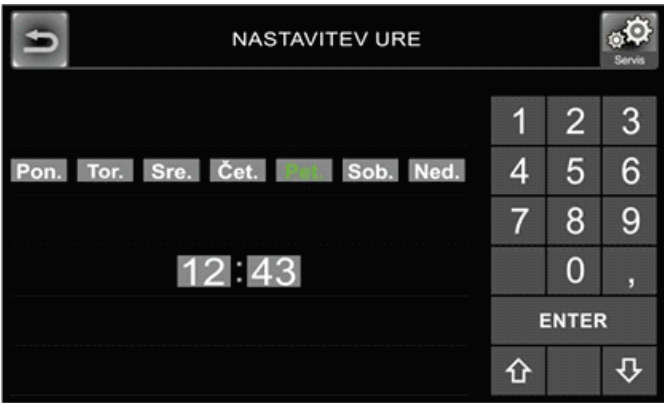 NASTAVITEV URE
Servis
1 2 3
Pon. Tor. Sre. Čet. Pet. Sob. Ned.
4 5 6
7 8 9
12:43
0 ,
ENTER